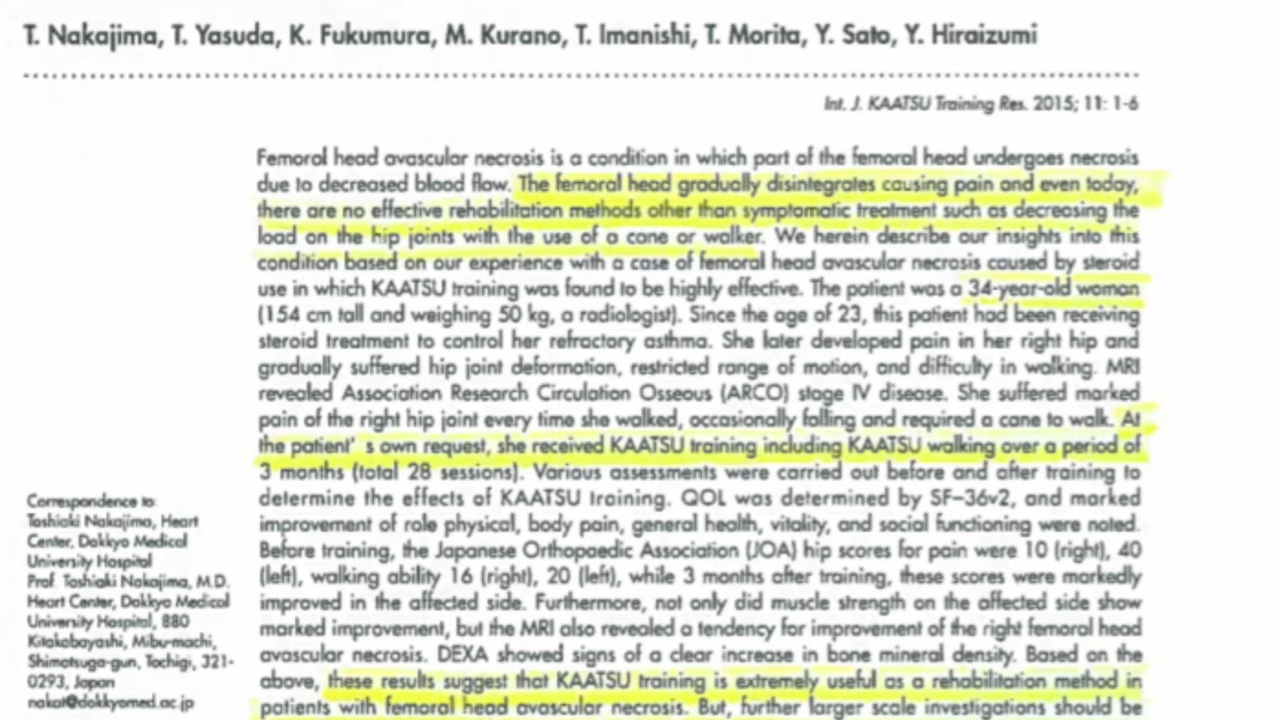 T. Nakajima, T. Yasuda, K. Fukumura, M. Kurano, T. Imanishi, T. Morita, Y. Sato, Y. Hiraizumi
Int. J. KAATSU Training Res. 2015; 11: 1-6
Femoral head avascular necrosis is a condition in which part of the femoral head undergoes necrosis
due to decreased blood flow. The femoral head gradually disintegrates causing pain and even today,
there are no effective rehabilitation methods other than symptomatic treatment such as decreasing the
load on the hip joints with the use of a cane or walker. We herein describe our insights into this
condition based on our experience with a case of femoral head avascular necrosis caused by steroid
use in which KAATSU training was found to be highly effective. The patient was a 34-year-old woman
(154 cm tall and weighing 50 kg, a radiologist). Since the age of 23, this patient had been receiving
steroid treatment to control her refractory asthma. She later developed pain in her right hip and
gradually suffered hip joint deformation, restricted range of motion, and difficulty in walking. MRI
revealed Association Research Circulation Osseous (ARCO) stage IV disease. She suffered marked
pain of the right hip joint every time she walked, occasionally falling and required a cane to walk. At
the patient' s own request, she received KAATSU training including KAATSU walking over a period of
3 months (total 28 sessions). Various assessments were carried out before and after training to
determine the effects of KAATSU training. QOL was determined by SF–36v2, and marked
improvement of role physical, body pain, general health, vitality, and social functioning were noted.
Before training, the Japanese Orthopaedic Association (JOA) hip scores for pain were 10 (right), 40
(left), walking ability 16 (right), 20 (left), while 3 months after training, these scores were markedly
improved in the affected side. Furthermore, not only did muscle strength on the affected side show
marked improvement, but the MRI also revealed a tendency for improvement of the right femoral head
avascular necrosis. DEXA showed signs of a clear increase in bone mineral density. Based on the
above, these results suggest that KAATSU training is extremely useful as a rehabilitation method in
patients with femoral head avascular necrosis. But, further larger scale investigations should be
Correspondence to:
Toshiaki Nakajima, Heart
Center, Dokkyo Medical
University Hospital
Prof. Toshiaki Nakajima, M.D.
Heart Center, Dokkyo Medical
University Hospital, 880
Kitakobayashi, Mibu-machi,
Shimotsuga-gun, Tochigi, 321-
0293, Japan
nakat@dokkyomed.ac.jp